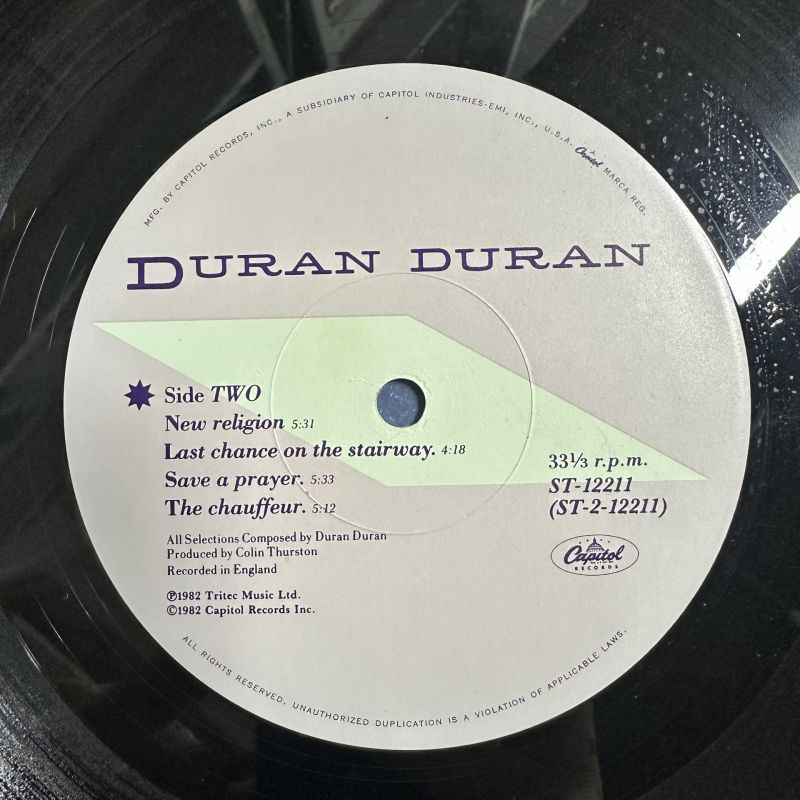 MFG. BY CAPITOL RECORDS, INC., A SUBSIDIARY OF CAPITOL INDUSTRIES-EMI, INC., U.S.A. Capitol MARCA REG.
DURAN DURAN
Side TWO
New religion 5:31
Last chance on the stairway. 4:18
Save a prayer. 5:33
The chauffeur. 5:12
33⅓ r.p.m.
ST-12211
(ST-2-12211)
Capitol
RECORDS
All Selections Composed by Duran Duran
Produced by Colin Thurston
Recorded in England
℗1982 Tritec Music Ltd.
©1982 Capitol Records Inc.
ALL RIGHTS RESERVED. UNAUTHORIZED DUPLICATION IS A VIOLATION OF APPLICABLE LAWS.